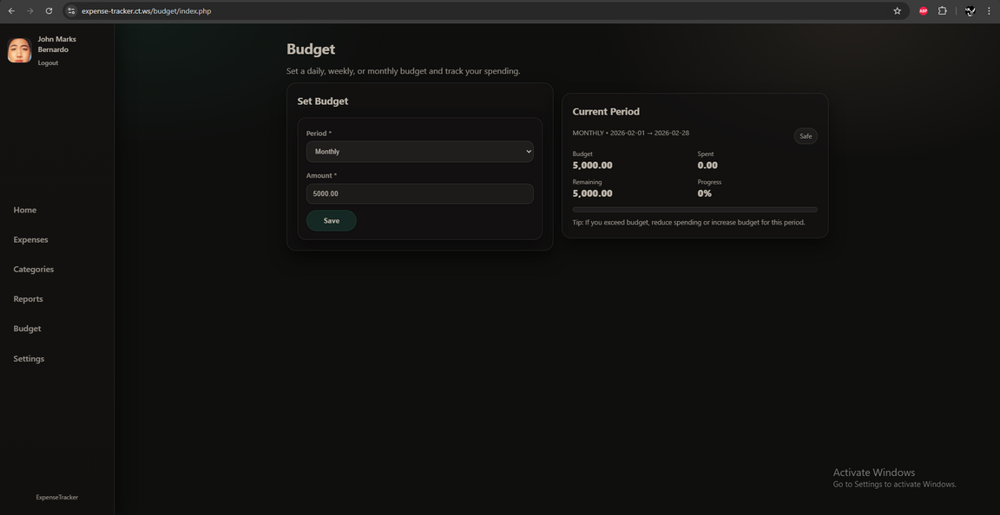 expense-tracker.ct.ws/budget/index.php
ABP
John Marks
Bernardo
Logout
Home
Expenses
Categories
Reports
Budget
Settings
ExpenseTracker
Budget
Set a daily, weekly, or monthly budget and track your spending.
Set Budget
Period *
Monthly
Amount *
5000.00
Save
Current Period
MONTHLY • 2026-02-01 → 2026-02-28
Safe
Budget
Spent
5,000.00
0.00
Remaining
Progress
5,000.00
0%
Tip: If you exceed budget, reduce spending or increase budget for this period.
Activate Windows
Go to Settings to activate Windows.